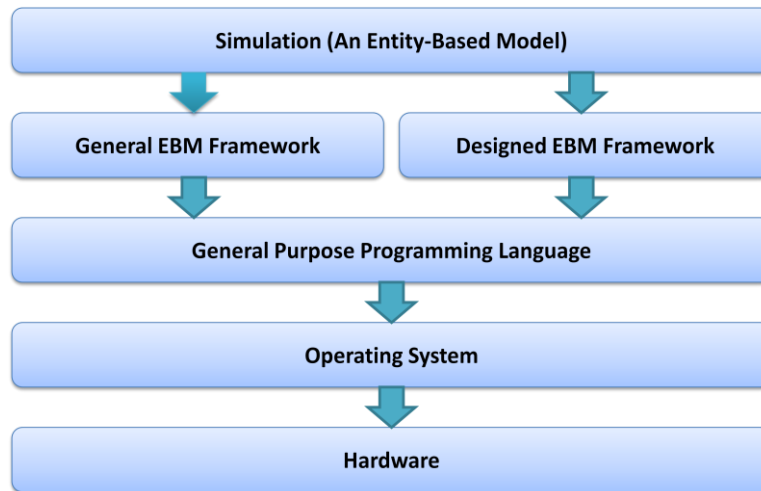 Simulation (An Entity-Based Model)
General EBM Framework
Designed EBM Framework
General Purpose Programming Language
Operating System
Hardware